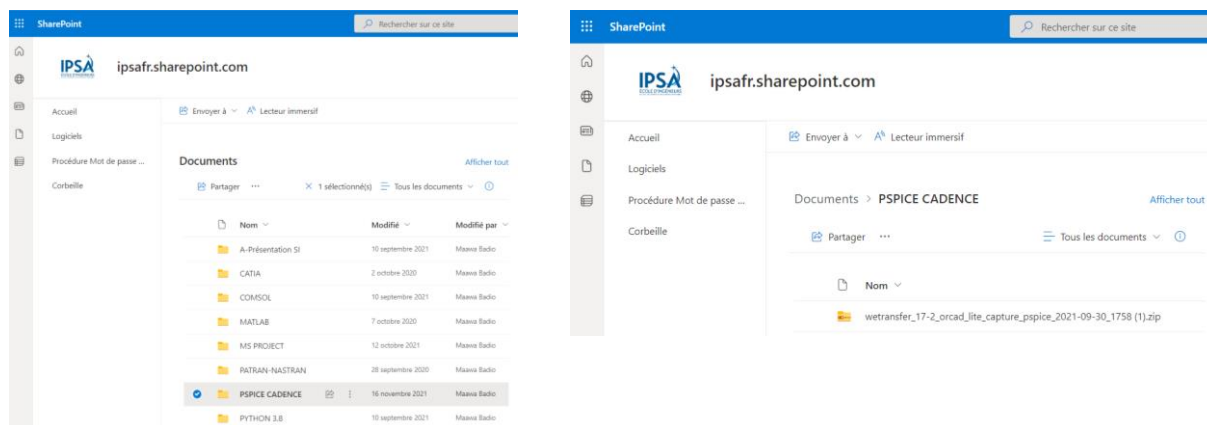 SharePoint
Rechercher sur ce site
IPSA
ÉCOLE D'INGÉNIEURS
ipsafr.sharepoint.com
Accueil
Logiciels
Procédure Mot de passe ...
Corbeille
Envoyer à
Lecteur immersif
Documents
Afficher tout
Partager ... 1 sélectionné(s) Tous les documents
Nom Modifié Modifié par
A-Présentation SI 10 septembre 2021 Maawa Badio
CATIA 2 octobre 2020 Maawa Badio
COMSOL 10 septembre 2021 Maawa Badio
MATLAB 7 octobre 2020 Maawa Badio
MS PROJECT 12 octobre 2021 Maawa Badio
PATRAN-NASTRAN 28 septembre 2020 Maawa Badio
PSPICE CADENCE 16 novembre 2021 Maawa Badio
PYTHON 3.8 10 septembre 2021 Maawa Badio
SharePoint
Rechercher sur ce site
IPSA
ÉCOLE D'INGÉNIEURS
ipsafr.sharepoint.com
Accueil
Logiciels
Procédure Mot de passe ...
Corbeille
Envoyer à
Lecteur immersif
Documents > PSPICE CADENCE
Afficher tout
Partager ... Tous les documents
Nom
wetransfer_17-2_orcad_lite_capture_pspice_2021-09-30_1758 (1).zip